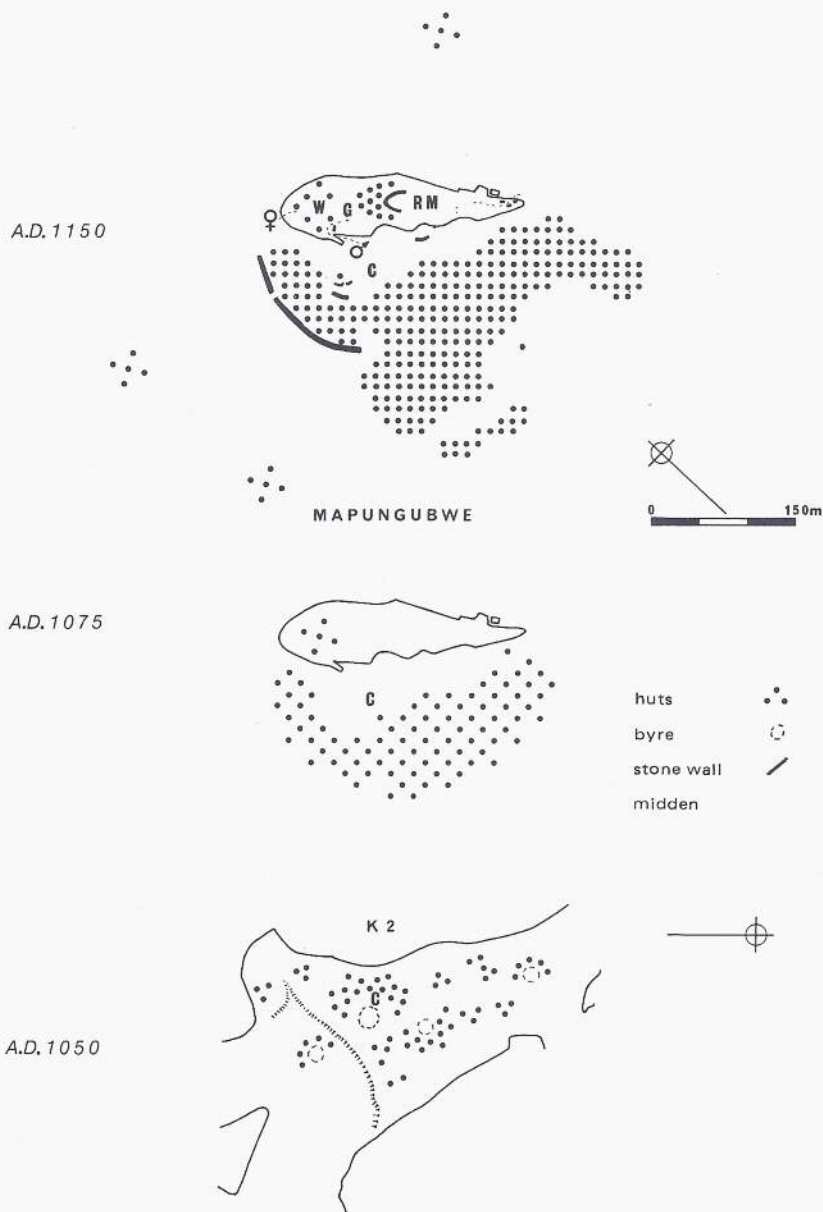 A.D. 1150
W
G
RM
♀
♂
C
MAPUNGUBWE
0 150m
A.D. 1075
C
huts
byre
stone wall
midden
K 2
C
A.D. 1050